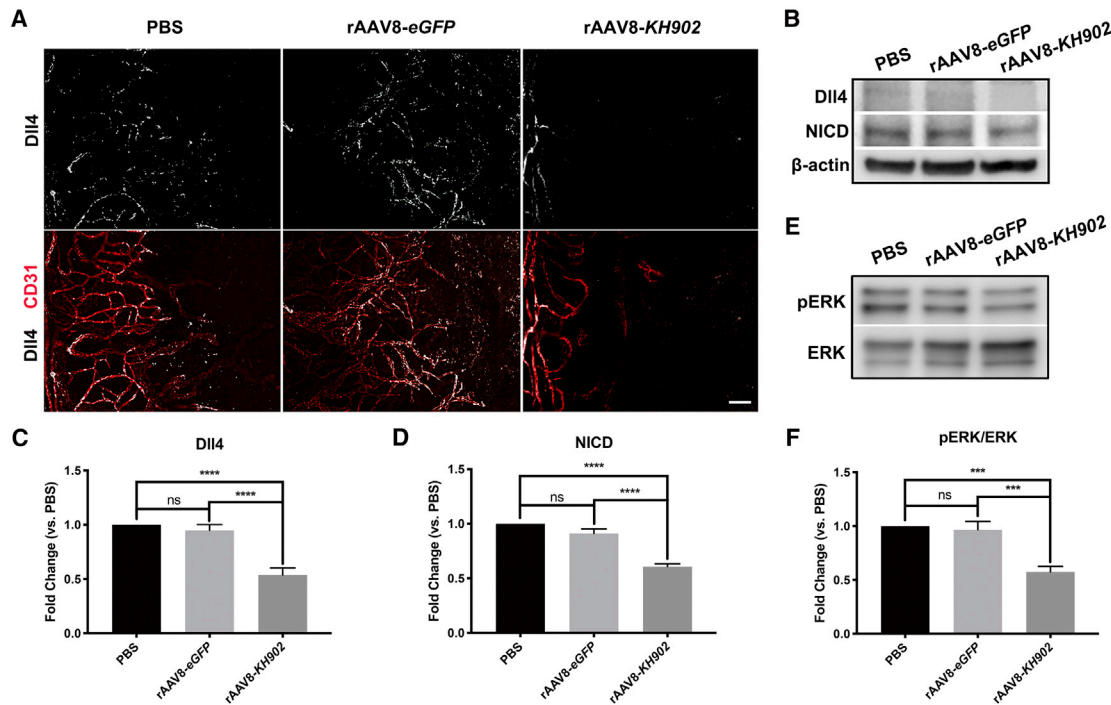 A
PBS
rAAV8-eGFP
rAAV8-KH902
Dll4
Dll4 CD31
B
PBS
rAAV8-eGFP
rAAV8-KH902
Dll4
NICD
β-actin
E
PBS
rAAV8-eGFP
rAAV8-KH902
pERK
ERK
C
Dll4
Fold Change (vs. PBS)
1.5
1.0
0.5
0.0
****
ns
****
PBS
rAAV8-eGFP
rAAV8-KH902
D
NICD
Fold Change (vs. PBS)
1.5
1.0
0.5
0.0
****
ns
****
PBS
rAAV8-eGFP
rAAV8-KH902
F
pERK/ERK
Fold Change (vs. PBS)
1.5
1.0
0.5
0.0
***
ns
***
PBS
rAAV8-eGFP
rAAV8-KH902